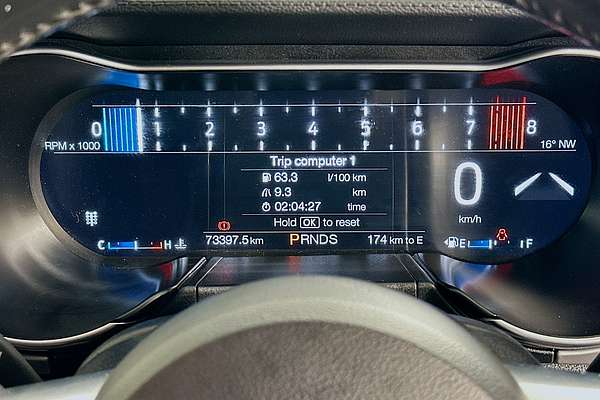 0 1 2 3 4 5 6 7 8
RPM x 1000
16° NW
Trip computer 1
63.3 l/100 km
9.3 km
02:04:27 time
Hold OK to reset
0
km/h
C H
E F
73397.5 km PRNDS 174 km to E